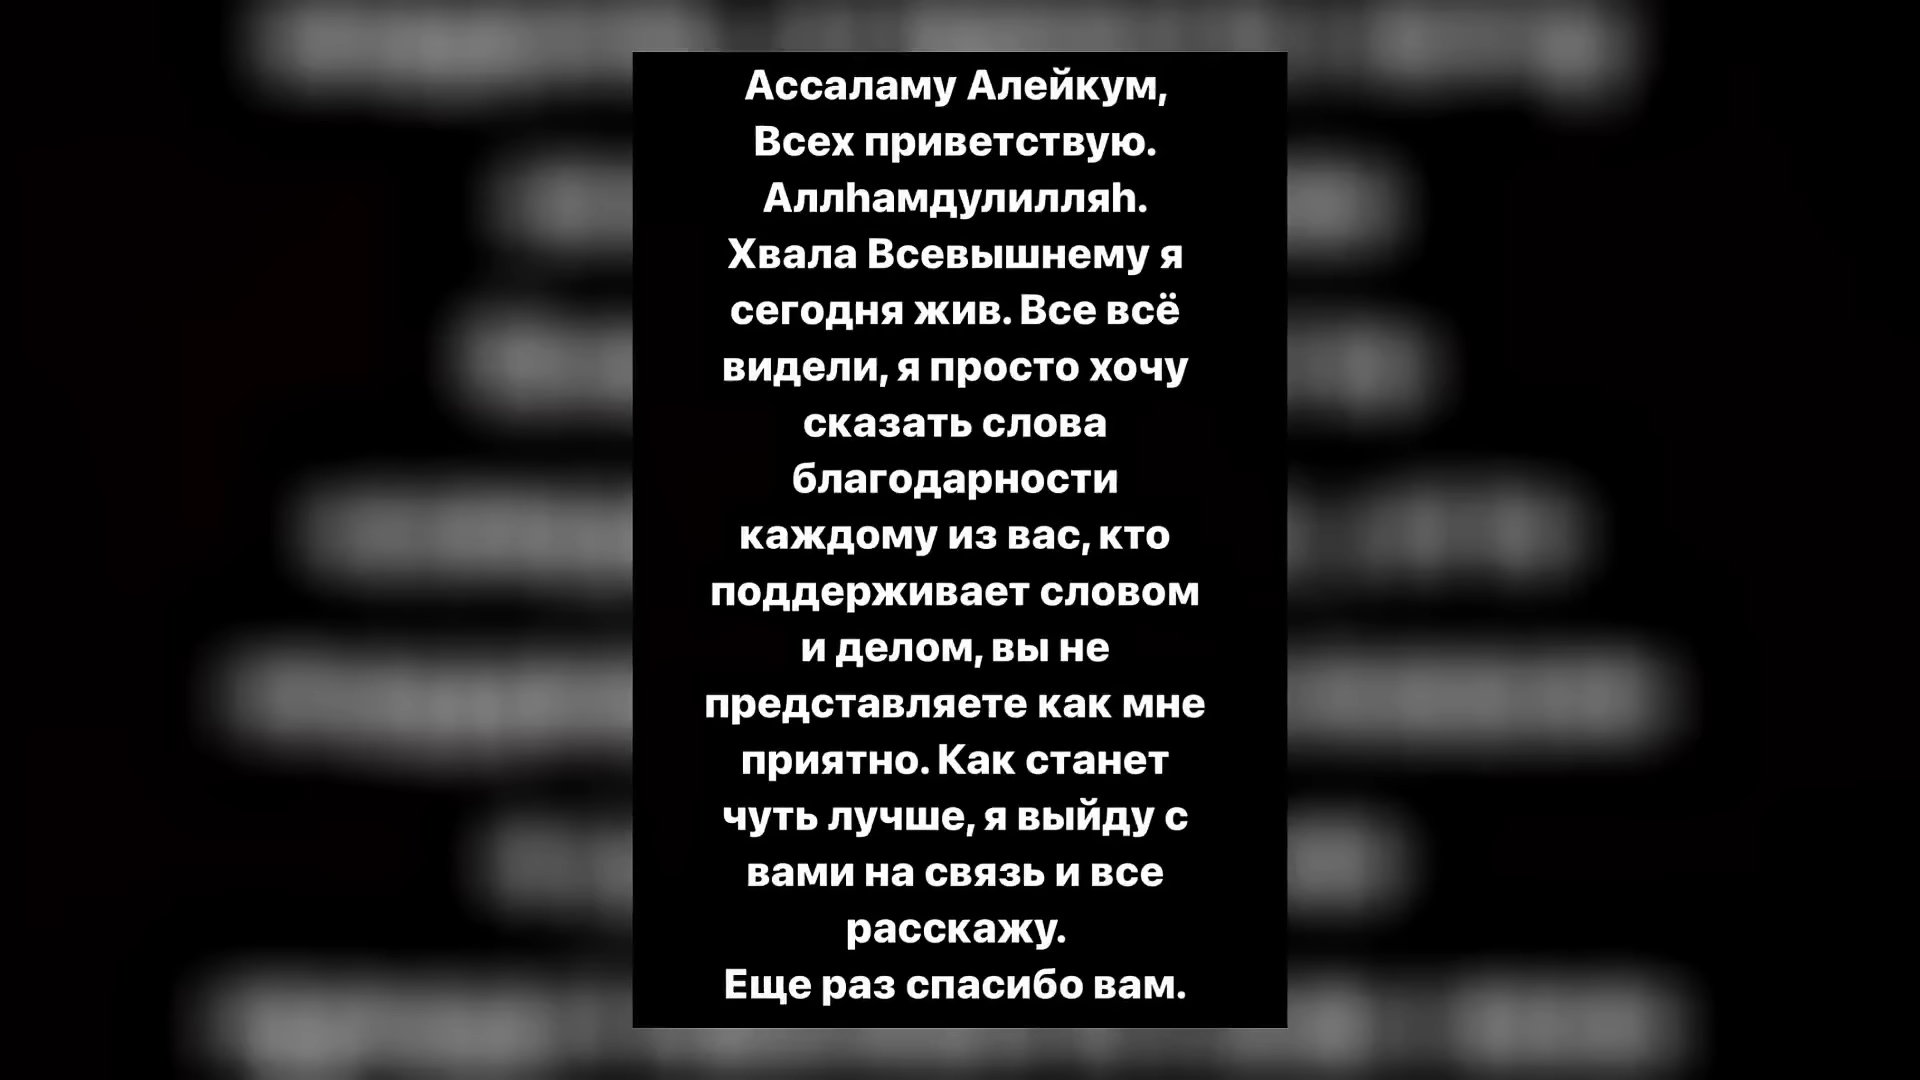 Ассаламу Алейкум,
Всех приветствую.
Аллhамдулилляh.
Хвала Всевышнему я
сегодня жив. Все всё
видели, я просто хочу
сказать слова
благодарности
каждому из вас, кто
поддерживает словом
и делом, вы не
представляете как мне
приятно. Как станет
чуть лучше, я выйду с
вами на связь и все
расскажу.
Еще раз спасибо вам.